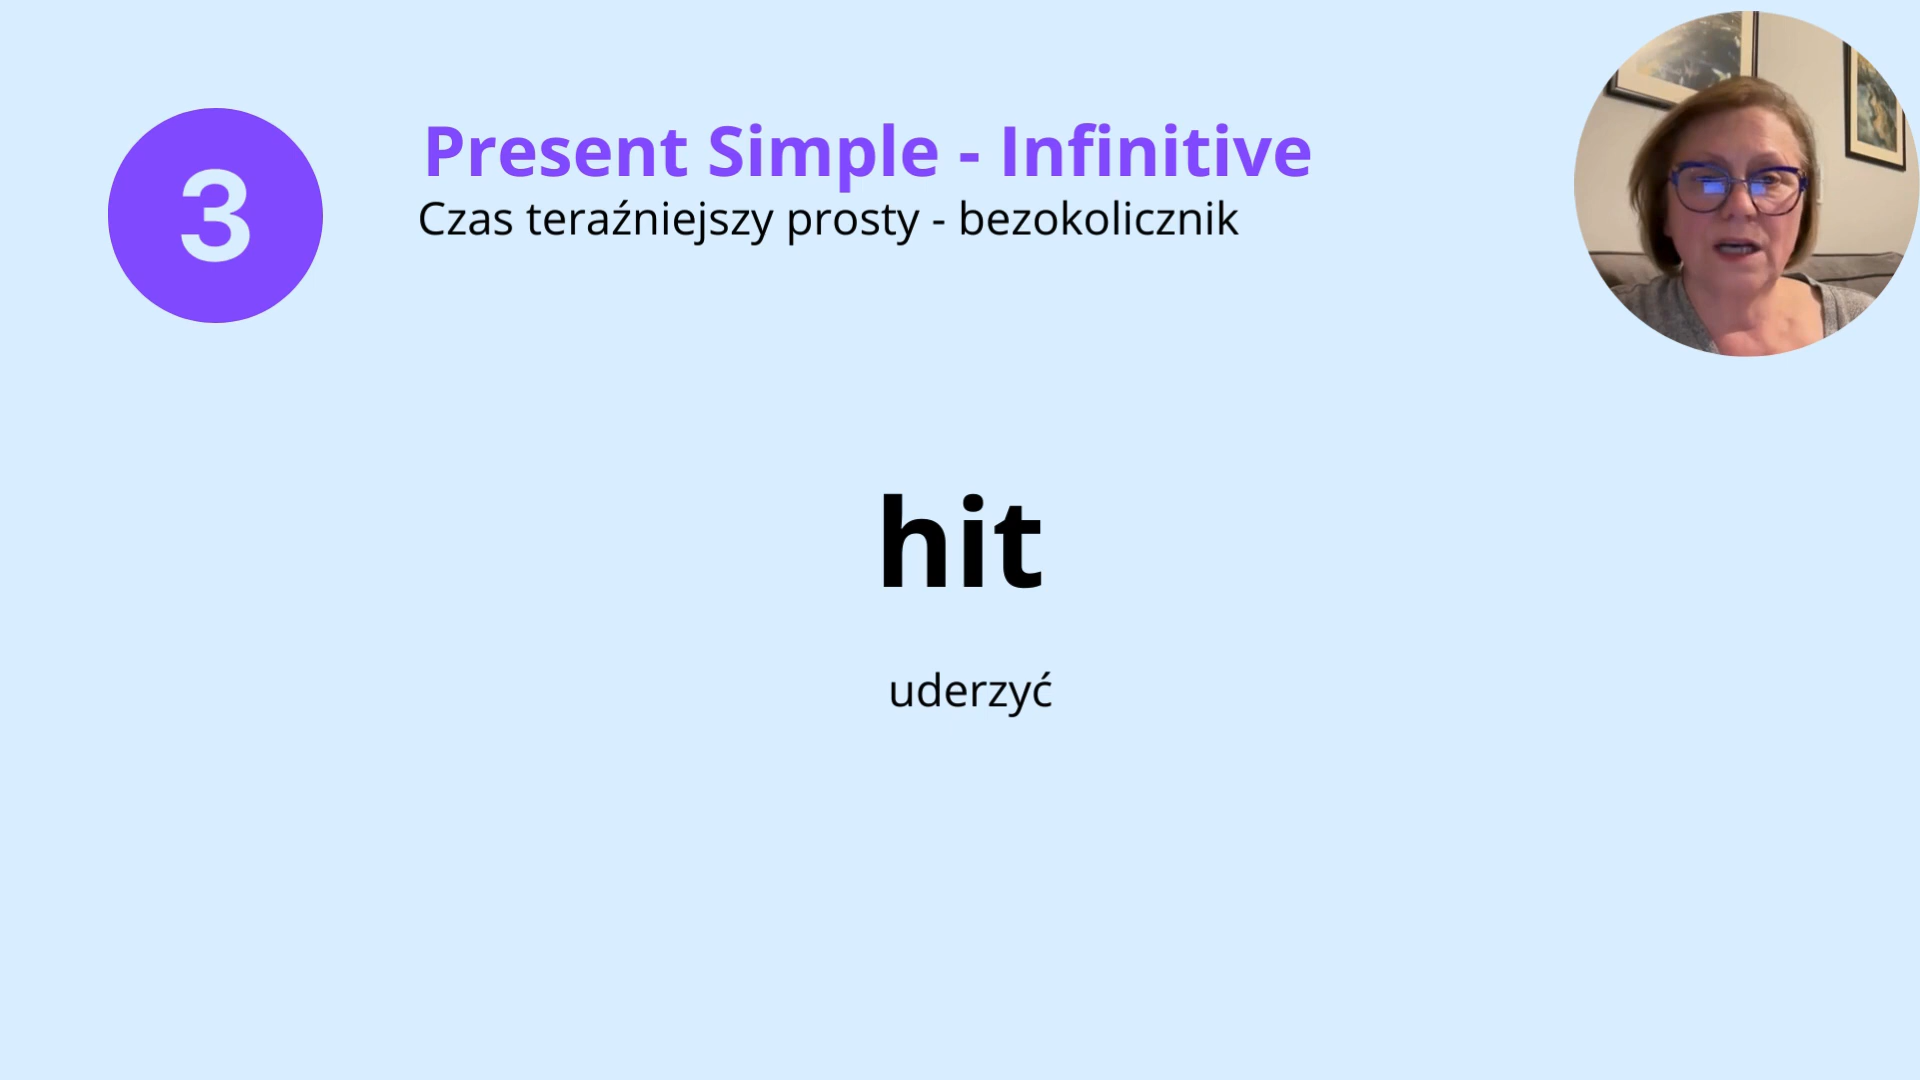 3
Present Simple - Infinitive
Czas teraźniejszy prosty - bezokolicznik
hit
uderzyć